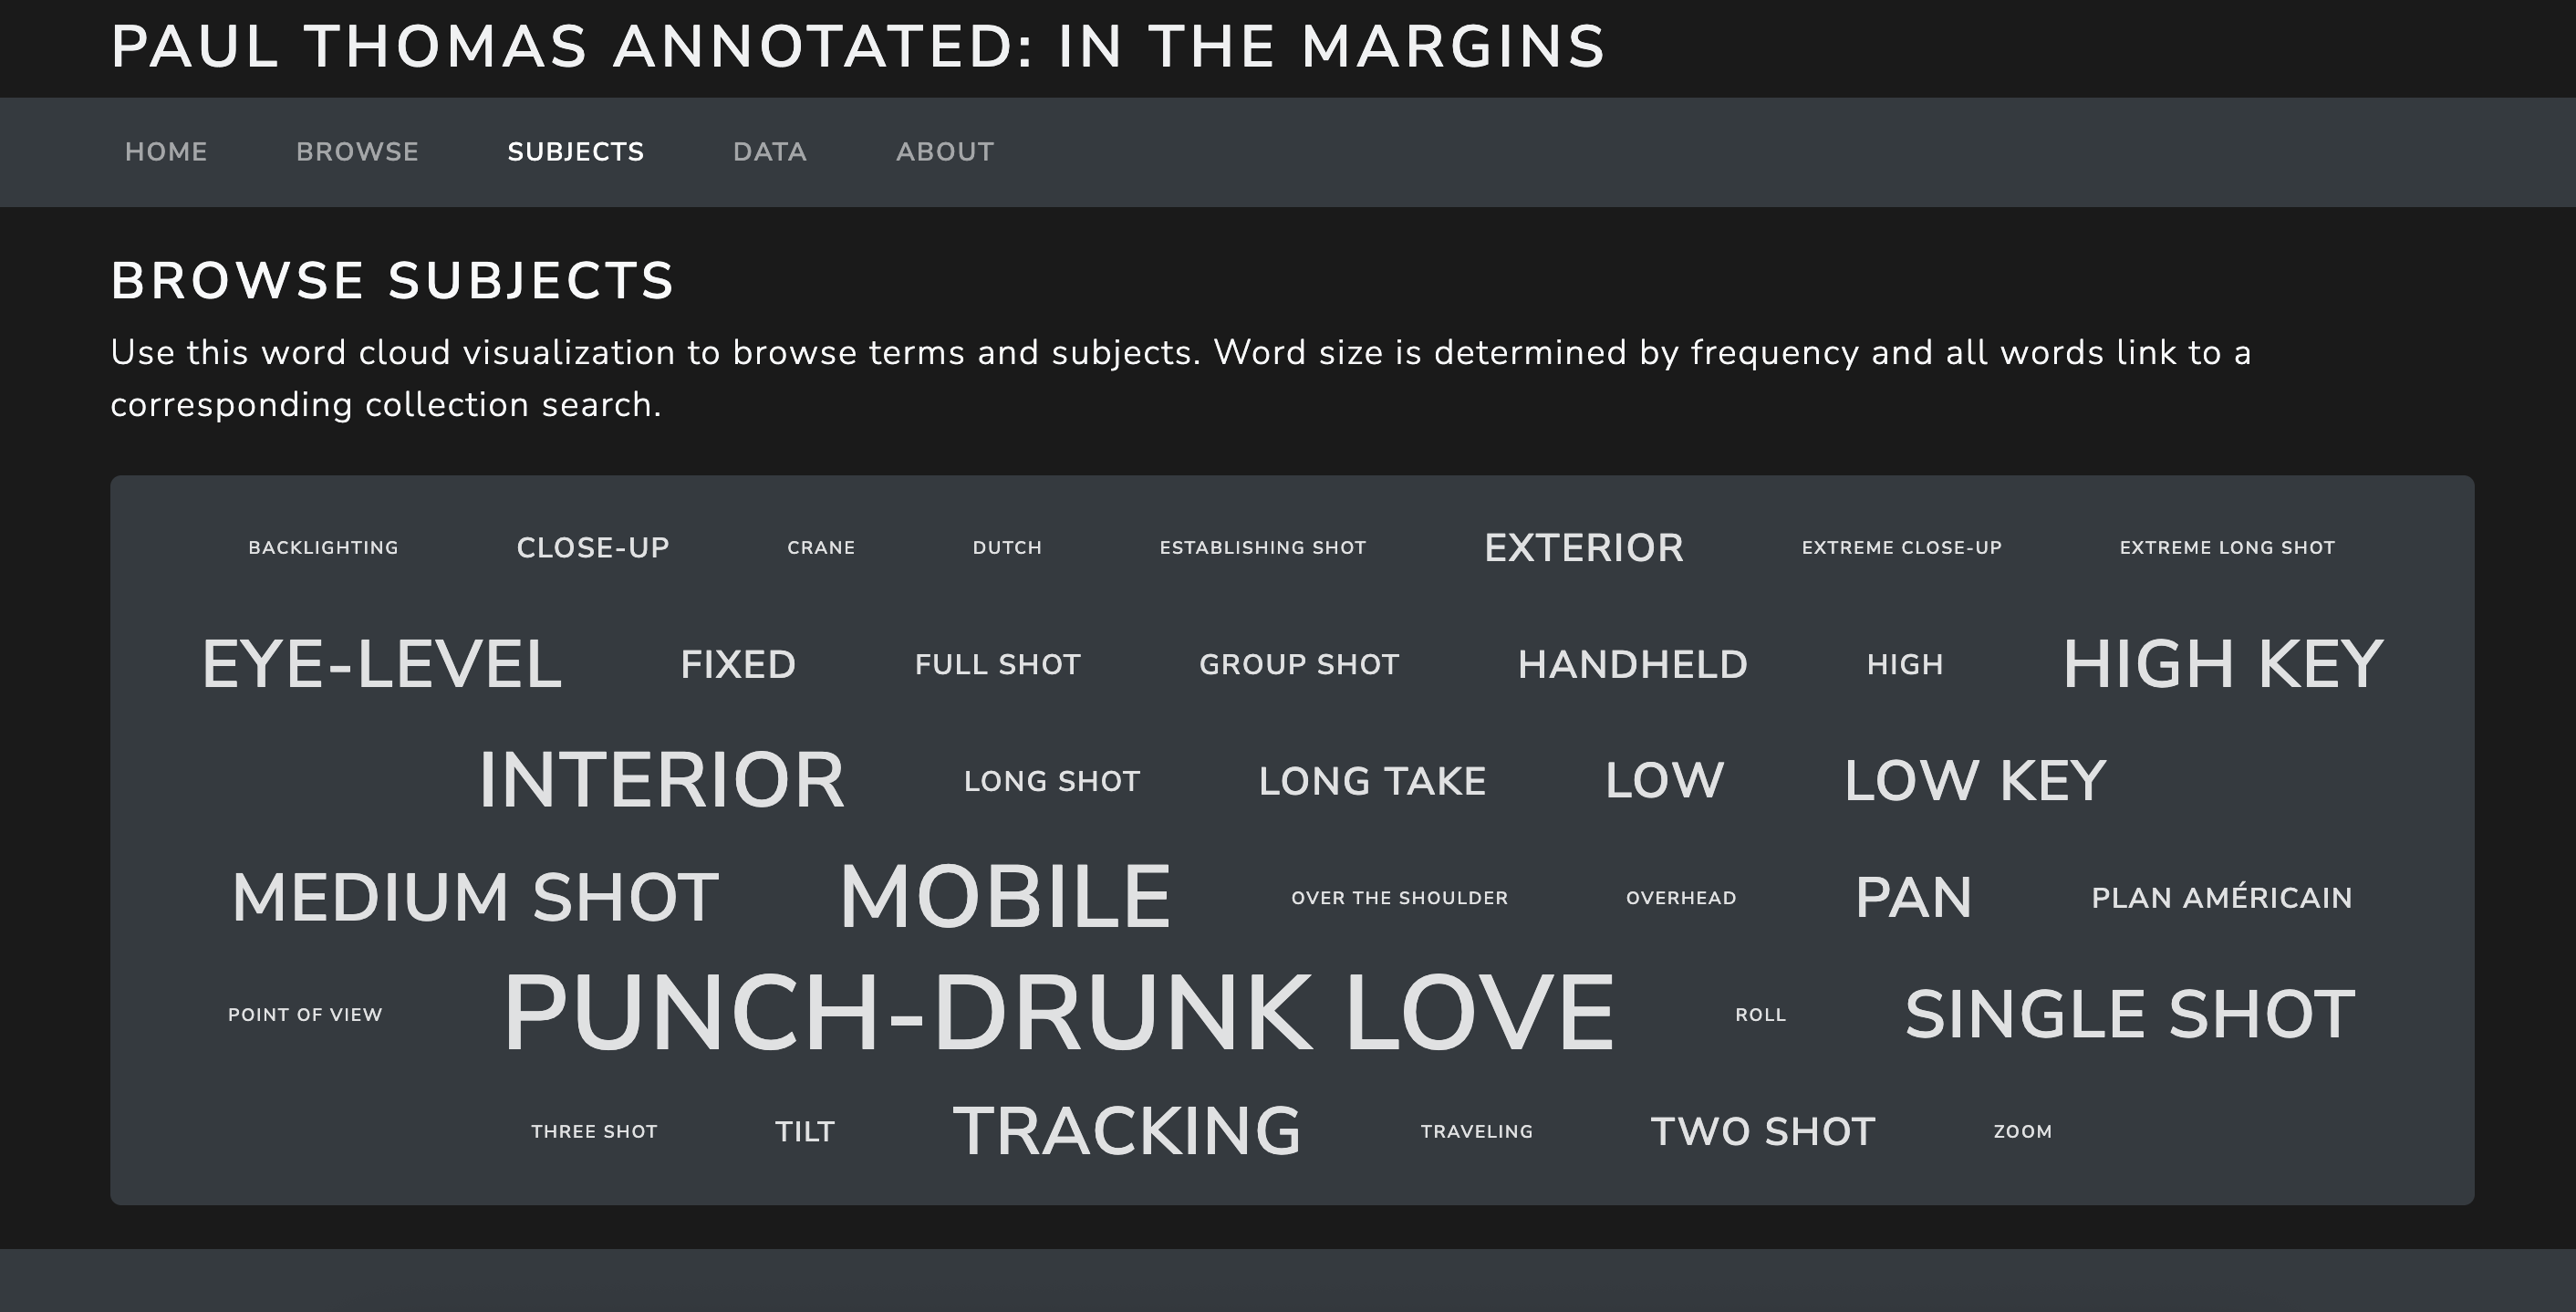 PAUL THOMAS ANNOTATED: IN THE MARGINS
HOME BROWSE SUBJECTS DATA ABOUT
BROWSE SUBJECTS
Use this word cloud visualization to browse terms and subjects. Word size is determined by frequency and all words link to a
corresponding collection search.
BACKLIGHTING CLOSE-UP CRANE DUTCH ESTABLISHING SHOT EXTERIOR EXTREME CLOSE-UP EXTREME LONG SHOT
EYE-LEVEL FIXED FULL SHOT GROUP SHOT HANDHELD HIGH HIGH KEY
INTERIOR LONG SHOT LONG TAKE LOW LOW KEY
MEDIUM SHOT MOBILE OVER THE SHOULDER OVERHEAD PAN PLAN AMÉRICAIN
POINT OF VIEW PUNCH-DRUNK LOVE ROLL SINGLE SHOT
THREE SHOT TILT TRACKING TRAVELING TWO SHOT ZOOM